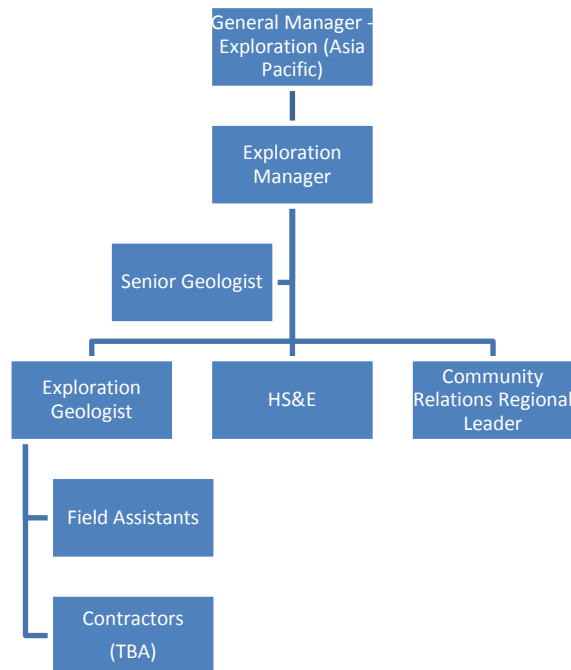 General Manager -
Exploration (Asia
Pacific)
Exploration
Manager
Senior Geologist
Exploration
Geologist
HS&E
Community
Relations Regional
Leader
Field Assistants
Contractors
(TBA)